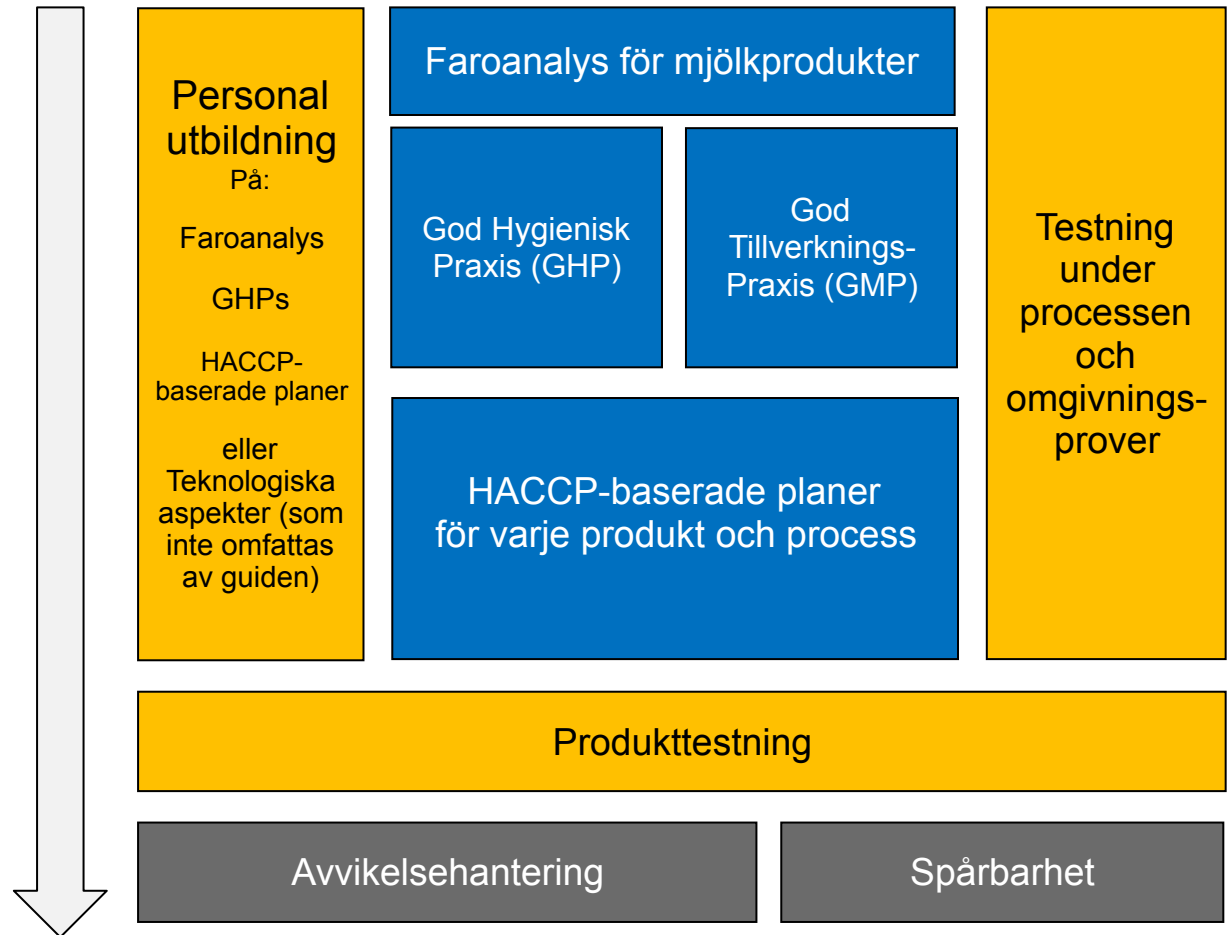 Personal
utbildning
På:
Faroanalys
GHPs
HACCP-
baserade planer
eller
Teknologiska
aspekter (som
inte omfattas
av guiden)
Faroanalys för mjölkprodukter
God Hygienisk
Praxis (GHP)
God
Tillverknings-
Praxis (GMP)
HACCP-baserade planer
för varje produkt och process
Testning
under
processen
och
omgivnings-
prover
Produkttestning
Avvikelsehantering
Spårbarhet